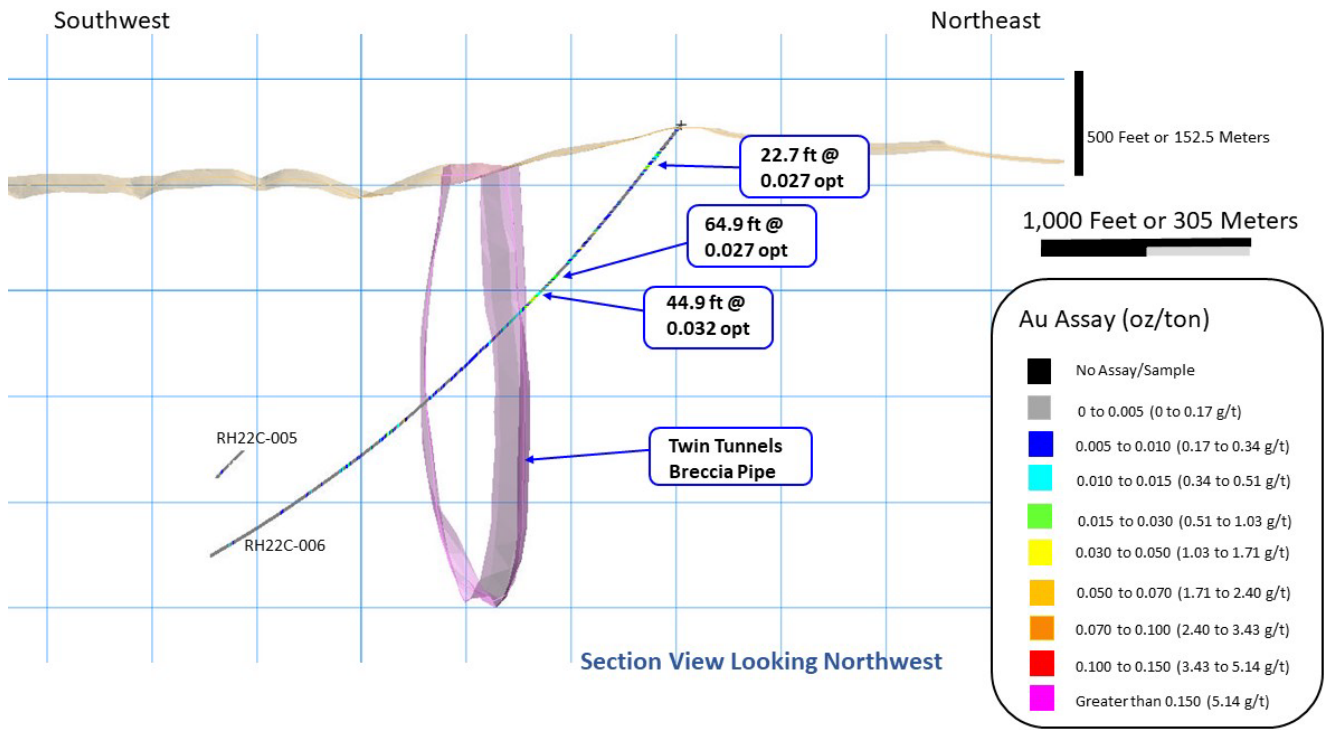 Southwest
Northeast
500 Feet or 152.5 Meters
22.7 ft @
0.027 opt
64.9 ft @
0.027 opt
1,000 Feet or 305 Meters
44.9 ft @
0.032 opt
Au Assay (oz/ton)
No Assay/Sample
0 to 0.005 (0 to 0.17 g/t)
0.005 to 0.010 (0.17 to 0.34 g/t)
0.010 to 0.015 (0.34 to 0.51 g/t)
0.015 to 0.030 (0.51 to 1.03 g/t)
0.030 to 0.050 (1.03 to 1.71 g/t)
0.050 to 0.070 (1.71 to 2.40 g/t)
0.070 to 0.100 (2.40 to 3.43 g/t)
0.100 to 0.150 (3.43 to 5.14 g/t)
Greater than 0.150 (5.14 g/t)
RH22C-005
Twin Tunnels
Breccia Pipe
RH22C-006
Section View Looking Northwest